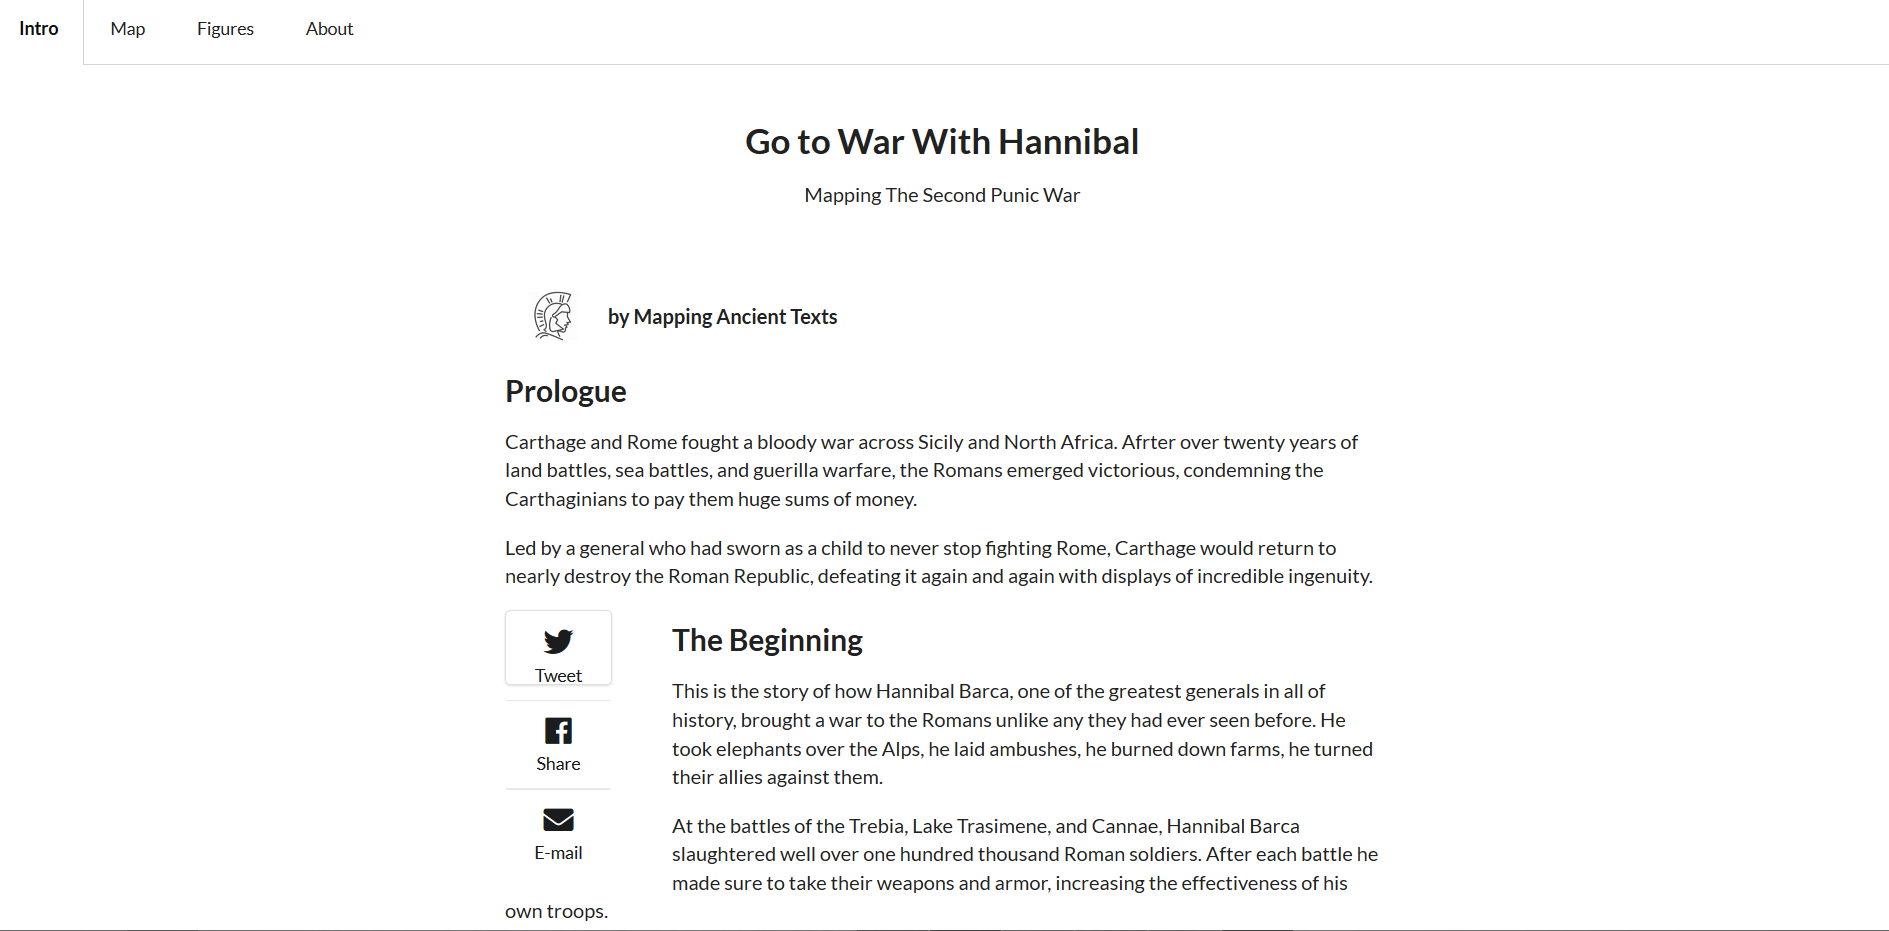 Intro Map Figures About
Go to War With Hannibal
Mapping The Second Punic War
by Mapping Ancient Texts
Prologue
Carthage and Rome fought a bloody war across Sicily and North Africa. Afrter over twenty years of
land battles, sea battles, and guerilla warfare, the Romans emerged victorious, condemning the
Carthaginians to pay them huge sums of money.
Led by a general who had sworn as a child to never stop fighting Rome, Carthage would return to
nearly destroy the Roman Republic, defeating it again and again with displays of incredible ingenuity.
Tweet
Share
E-mail
The Beginning
This is the story of how Hannibal Barca, one of the greatest generals in all of
history, brought a war to the Romans unlike any they had ever seen before. He
took elephants over the Alps, he laid ambushes, he burned down farms, he turned
their allies against them.
At the battles of the Trebia, Lake Trasimene, and Cannae, Hannibal Barca
slaughtered well over one hundred thousand Roman soldiers. After each battle he
made sure to take their weapons and armor, increasing the effectiveness of his
own troops.